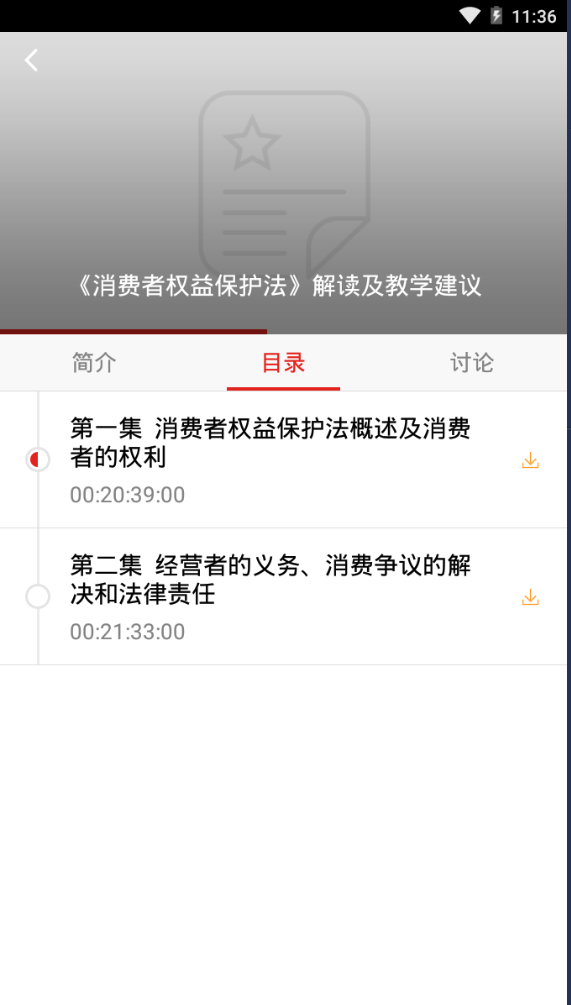 11:36
《消费者权益保护法》解读及教学建议
简介 目录 讨论
第一集 消费者权益保护法概述及消费
者的权利
00:20:39:00
第二集 经营者的义务、消费争议的解
决和法律责任
00:21:33:00